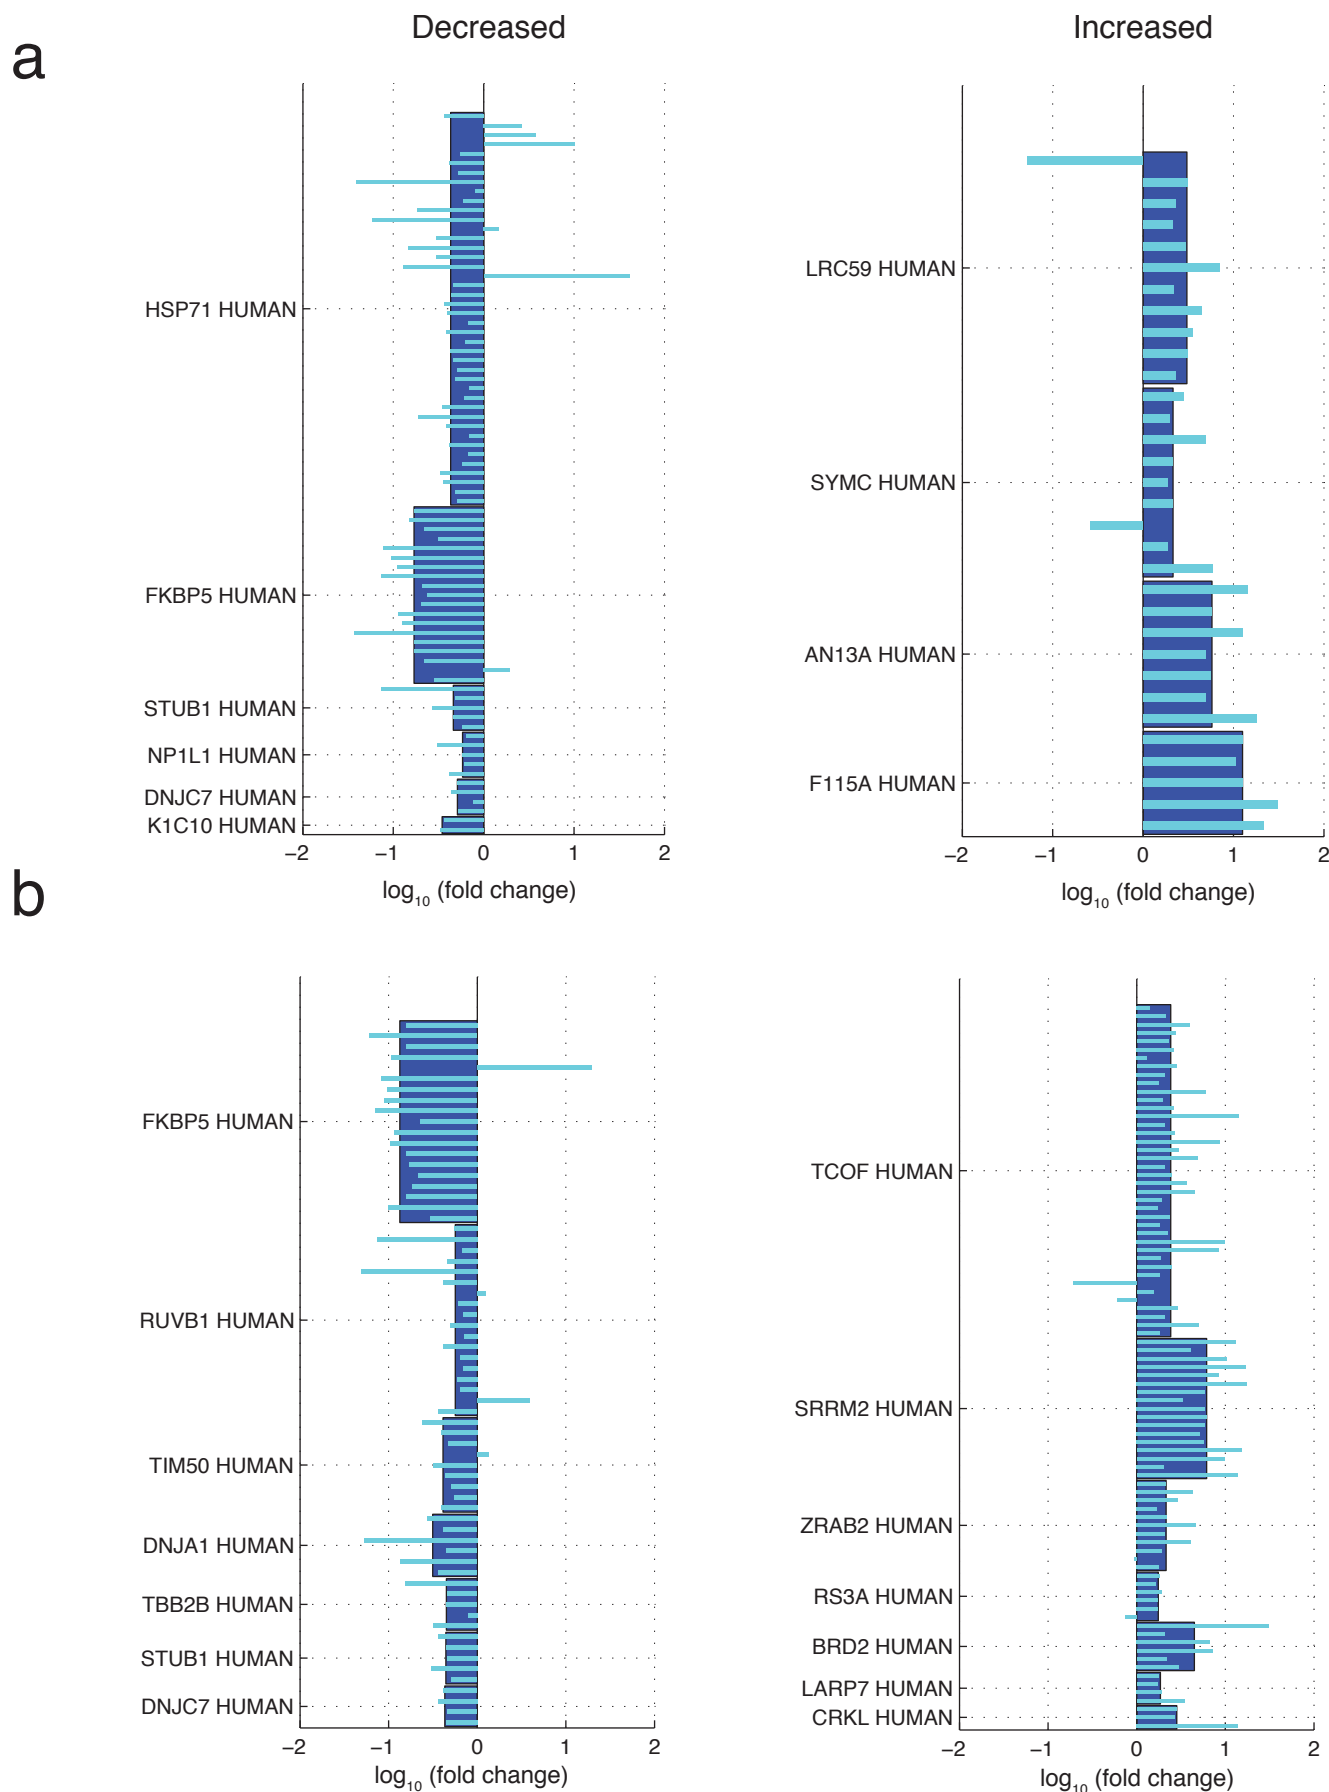 Decreased
Increased
a
HSP71 HUMAN
FKBP5 HUMAN
STUB1 HUMAN
NP1L1 HUMAN
DNJC7 HUMAN
K1C10 HUMAN
−2 −1 0 1 2
log10 (fold change)
LRC59 HUMAN
SYMC HUMAN
AN13A HUMAN
F115A HUMAN
−2 −1 0 1 2
log10 (fold change)
b
FKBP5 HUMAN
RUVB1 HUMAN
TIM50 HUMAN
DNJA1 HUMAN
TBB2B HUMAN
STUB1 HUMAN
DNJC7 HUMAN
−2 −1 0 1 2
log10 (fold change)
TCOF HUMAN
SRRM2 HUMAN
ZRAB2 HUMAN
RS3A HUMAN
BRD2 HUMAN
LARP7 HUMAN
CRKL HUMAN
−2 −1 0 1 2
log10 (fold change)